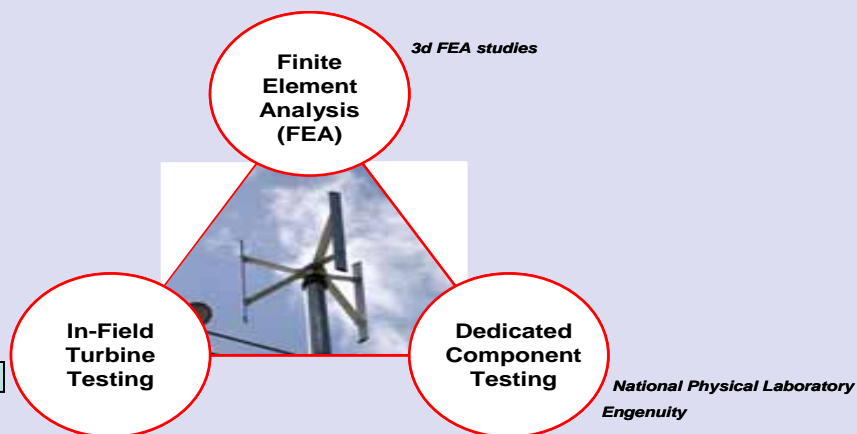 Finite
Element
Analysis
(FEA)
3d FEA studies
In-Field
Turbine
Testing
Dedicated
Component
Testing
National Physical Laboratory
Engenuity